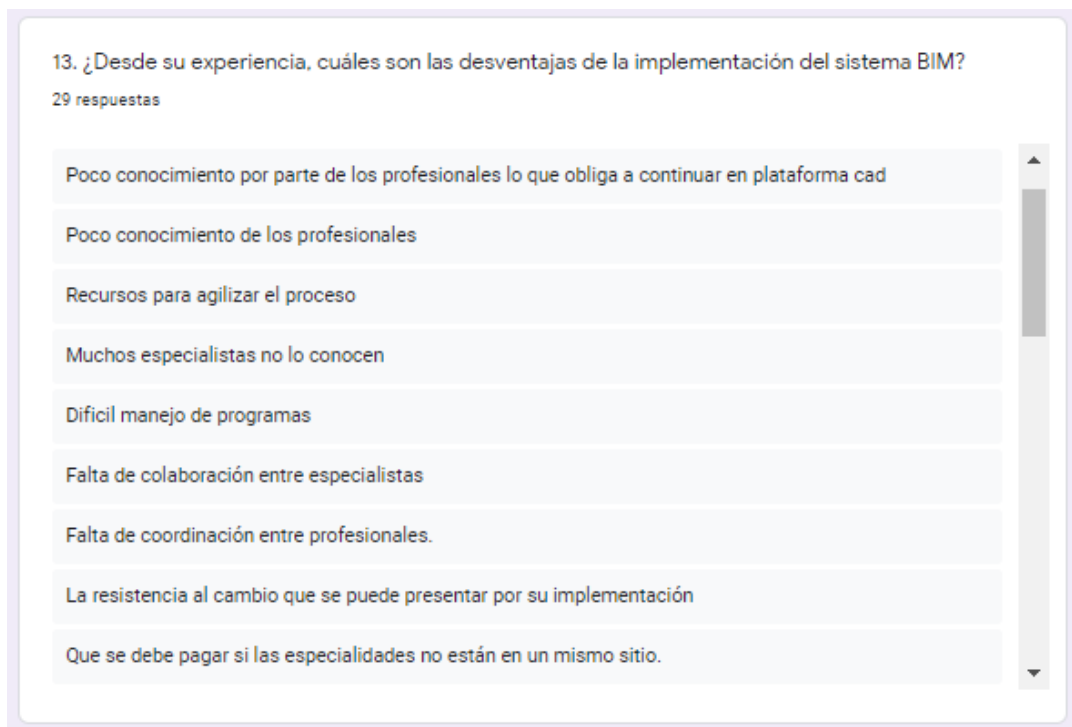 13. ¿Desde su experiencia, cuáles son las desventajas de la implementación del sistema BIM?
29 respuestas
Poco conocimiento por parte de los profesionales lo que obliga a continuar en plataforma cad
Poco conocimiento de los profesionales
Recursos para agilizar el proceso
Muchos especialistas no lo conocen
Dificil manejo de programas
Falta de colaboración entre especialistas
Falta de coordinación entre profesionales.
La resistencia al cambio que se puede presentar por su implementación
Que se debe pagar si las especialidades no están en un mismo sitio.